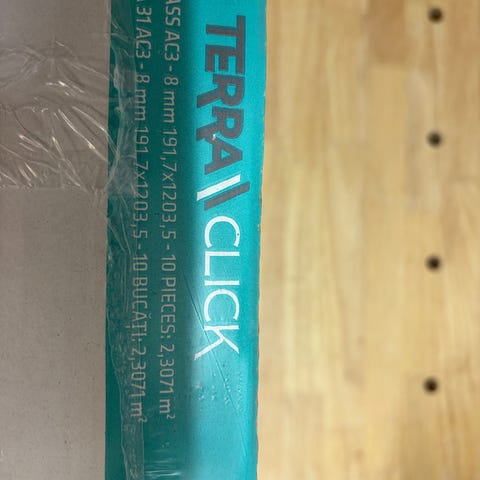 TERRA CLICK
ASS AC3 - 8 mm 191,7x1203,5 - 10 PIECES: 2,3071 m²
A 31 AC3 - 8 mm 191,7x1203,5 - 10 BUCĂȚI: 2,3071 m²